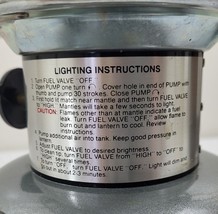 LIGHTING INSTRUCTIONS
1. Turn FUEL VALVE "OFF"
2. Open PUMP one turn. Cover hole in end of PUMP with
thumb and pump 30 strokes. Close PUMP
3. First hold lit match near mantle and then turn FUEL VALVE to
"HIGH." Mantles will take a few seconds to light.
CAUTION: Flames other than at mantle indicate a fuel
leak. Turn FUEL VALVE "OFF" allow flame to
burn out and lantern to cool. Review
instructions.
4. Pump additional air into tank. Keep good pressure in
5. Adjust FUEL VALVE to desired brightness.
6. To clean tip, turn FUEL VALVE from "HIGH" to "OFF" to
"HIGH" several times.
7. To turn off, turn FUEL VALVE "OFF". Light will dim and
go out in about 2-3 minutes.